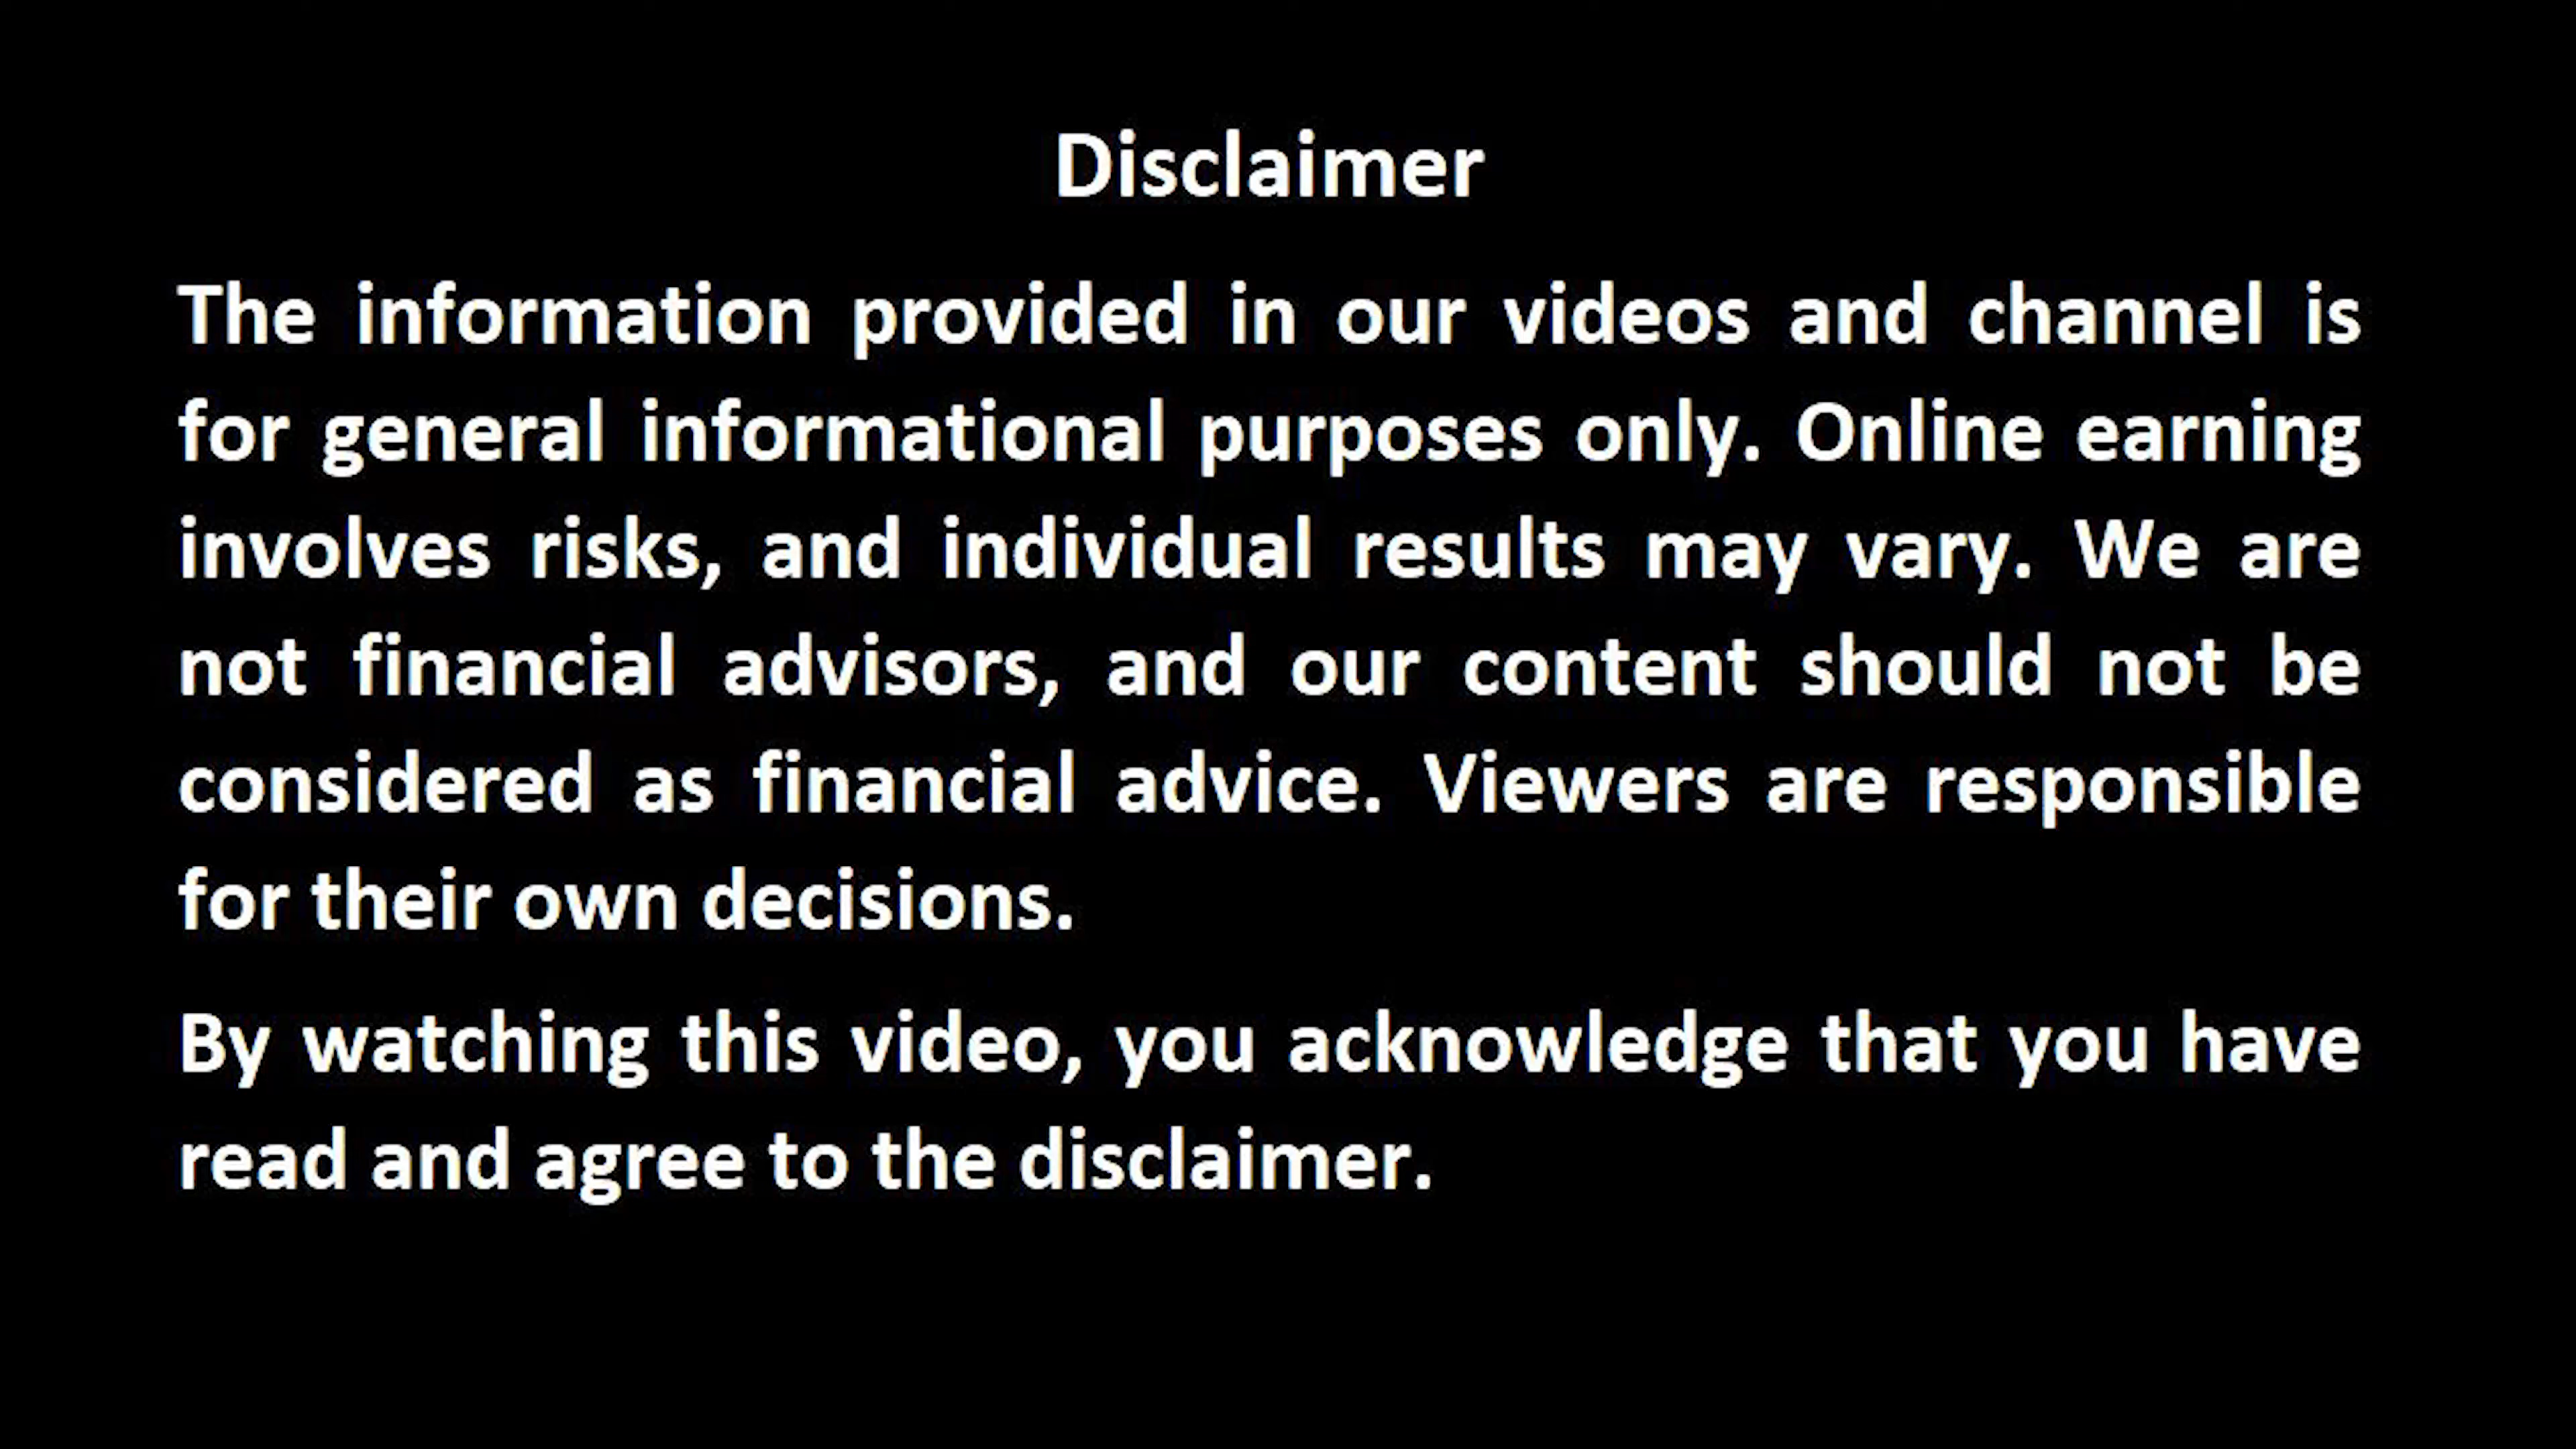 Disclaimer
The information provided in our videos and channel is
for general informational purposes only. Online earning
involves risks, and individual results may vary. We are
not financial advisors, and our content should not be
considered as financial advice. Viewers are responsible
for their own decisions.
By watching this video, you acknowledge that you have
read and agree to the disclaimer.